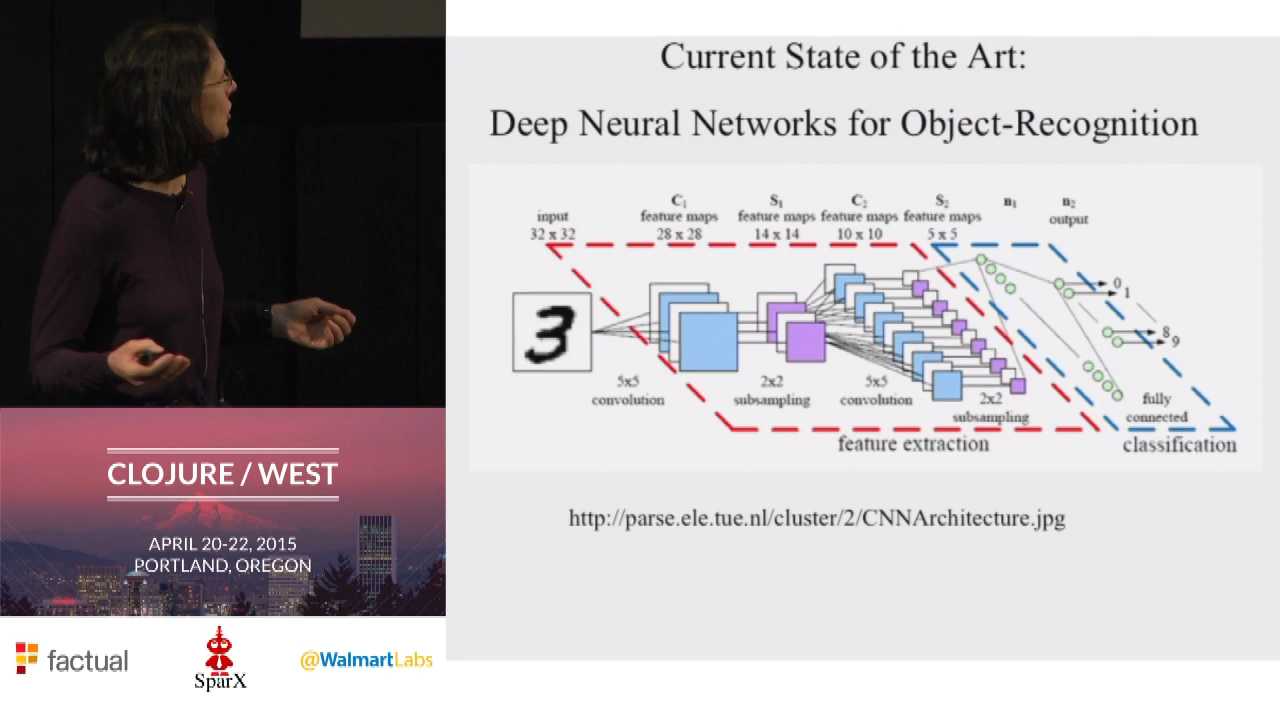 Current State of the Art:
Deep Neural Networks for Object-Recognition
C1 S1 C2 S2 n1 n2
input feature maps feature maps feature maps feature maps output
32 x 32 28 x 28 14 x 14 10 x 10 5 x 5
0
1
3
8
9
5x5 2x2 5x5 2x2 fully
convolution subsampling convolution subsampling connected
feature extraction classification
http://parse.ele.tue.nl/cluster/2/CNNArchitecture.jpg
CLOJURE / WEST
APRIL 20-22, 2015
PORTLAND, OREGON
factual SparX @WalmartLabs